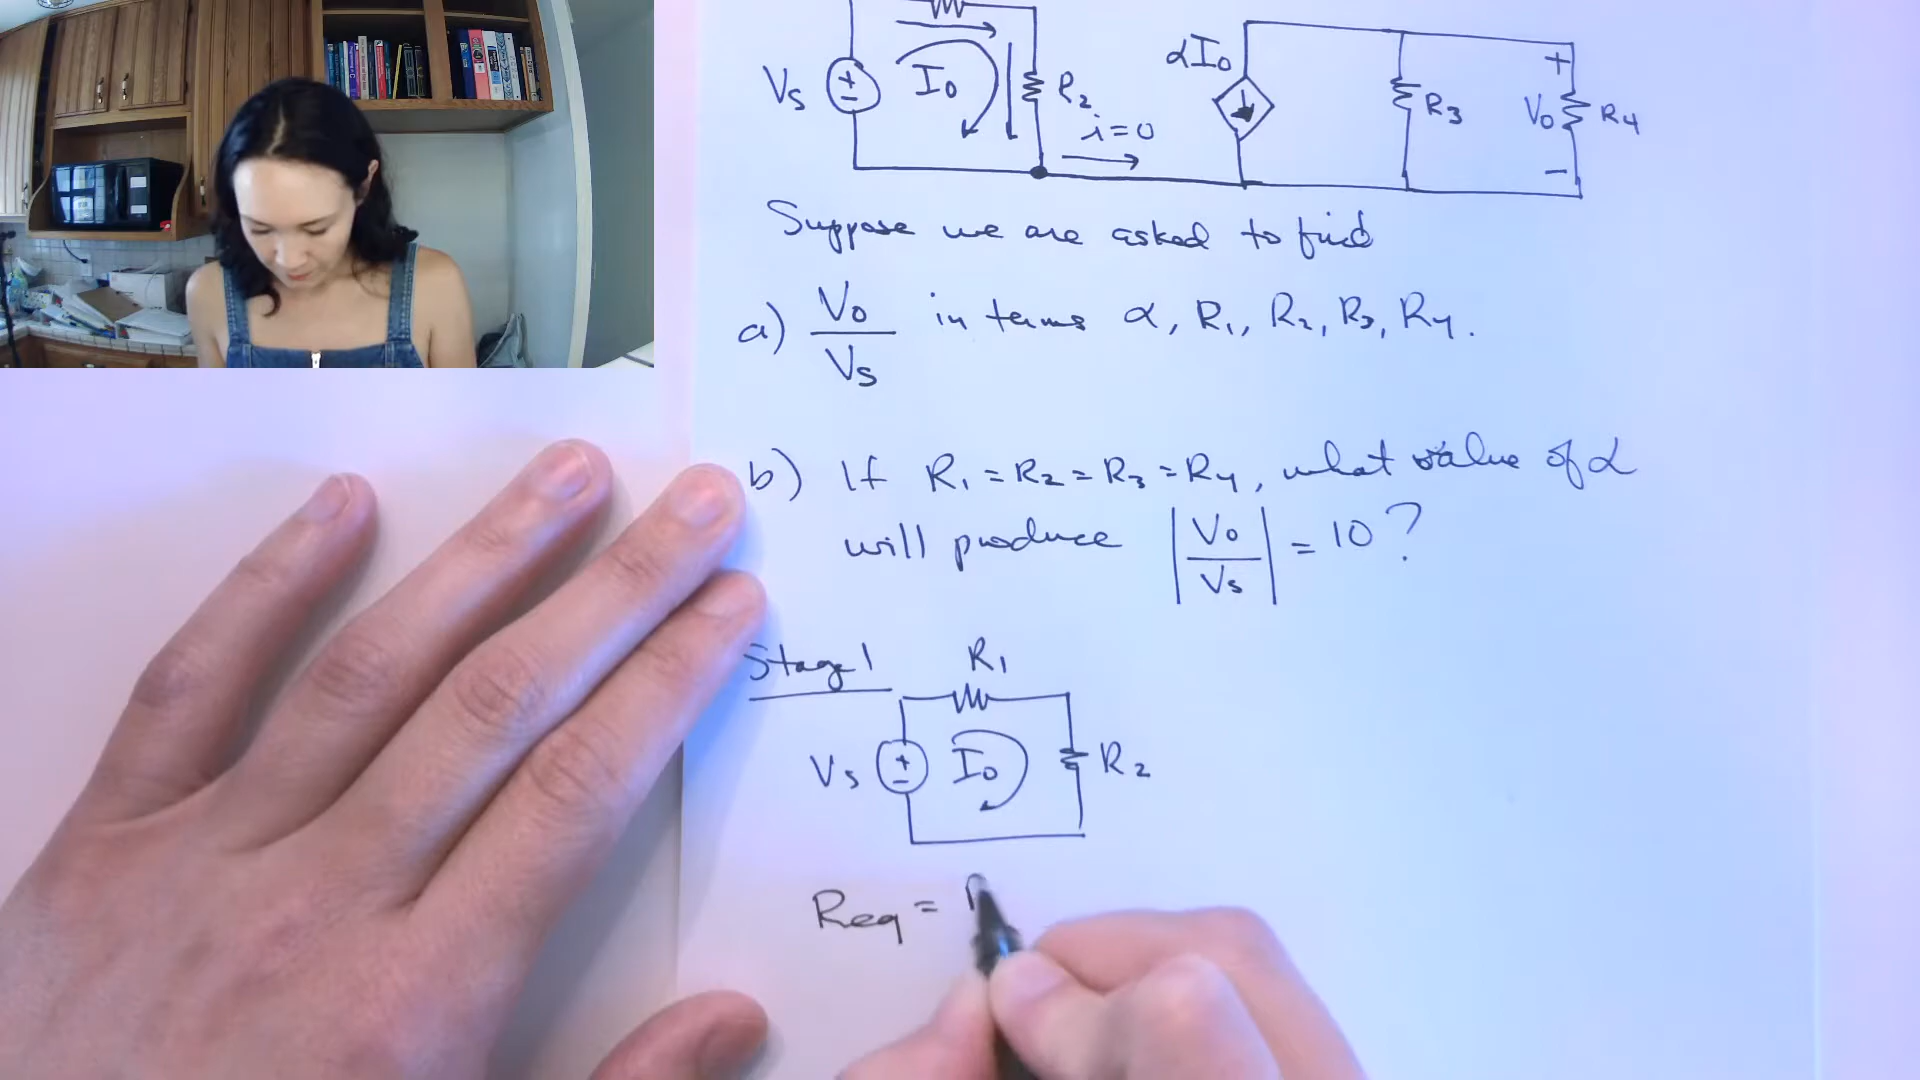 αI₀
Vs + − I₀ R₂ R₃ + V₀ − R₄
i=0
Suppose we are asked to find
a) V₀/Vs in terms α, R₁, R₂, R₃, R₄.
b) If R₁ = R₂ = R₃ = R₄, what value of α
will produce |V₀/Vs| = 10?
Stage 1 R₁
Vs + − I₀ R₂
Req =